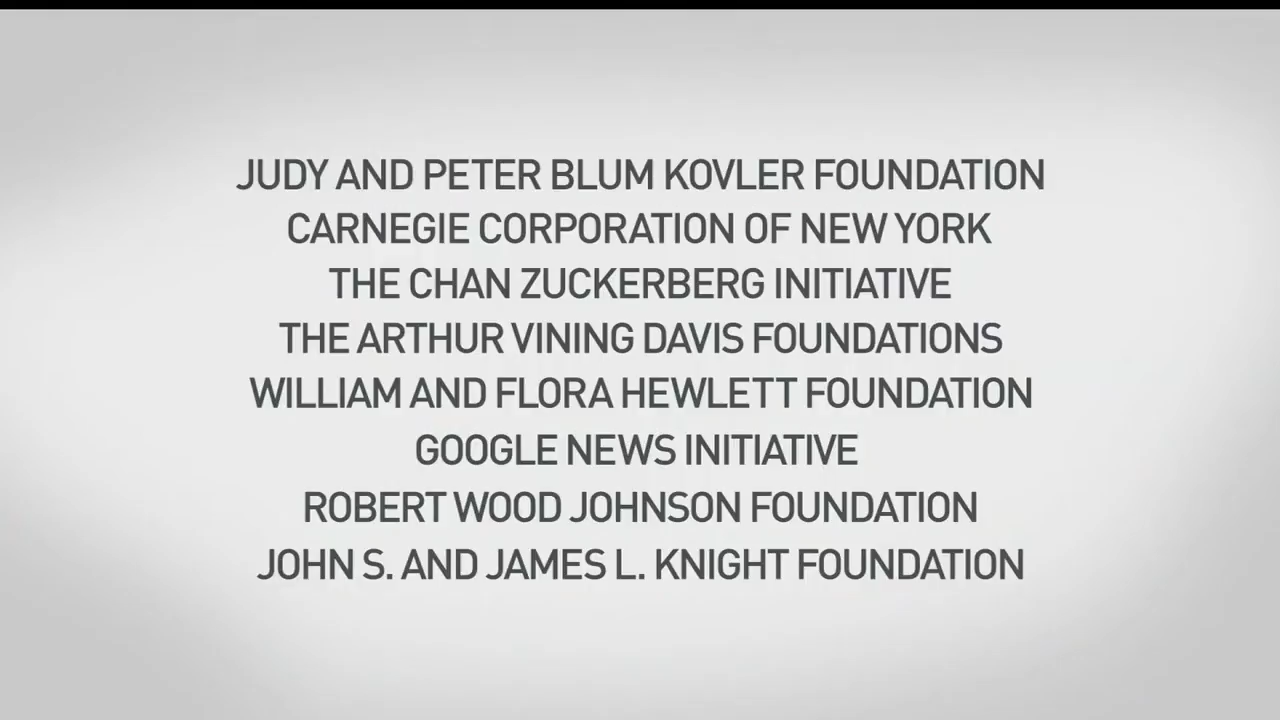 JUDY AND PETER BLUM KOVLER FOUNDATION
CARNEGIE CORPORATION OF NEW YORK
THE CHAN ZUCKERBERG INITIATIVE
THE ARTHUR VINING DAVIS FOUNDATIONS
WILLIAM AND FLORA HEWLETT FOUNDATION
GOOGLE NEWS INITIATIVE
ROBERT WOOD JOHNSON FOUNDATION
JOHN S. AND JAMES L. KNIGHT FOUNDATION